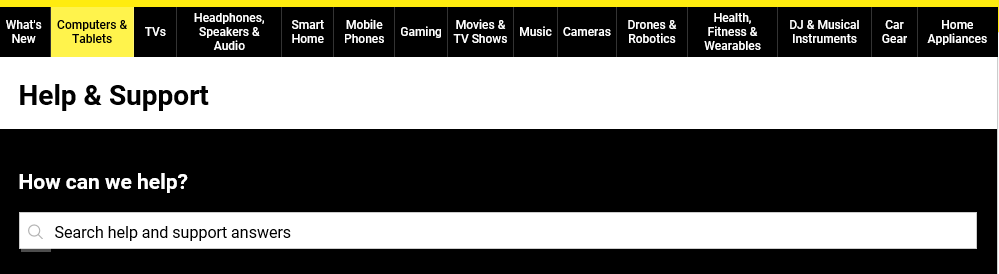 What's New
Computers & Tablets
TVs
Headphones, Speakers & Audio
Smart Home
Mobile Phones
Gaming
Movies & TV Shows
Music
Cameras
Drones & Robotics
Health, Fitness & Wearables
DJ & Musical Instruments
Car Gear
Home Appliances
Help & Support
How can we help?
Search help and support answers